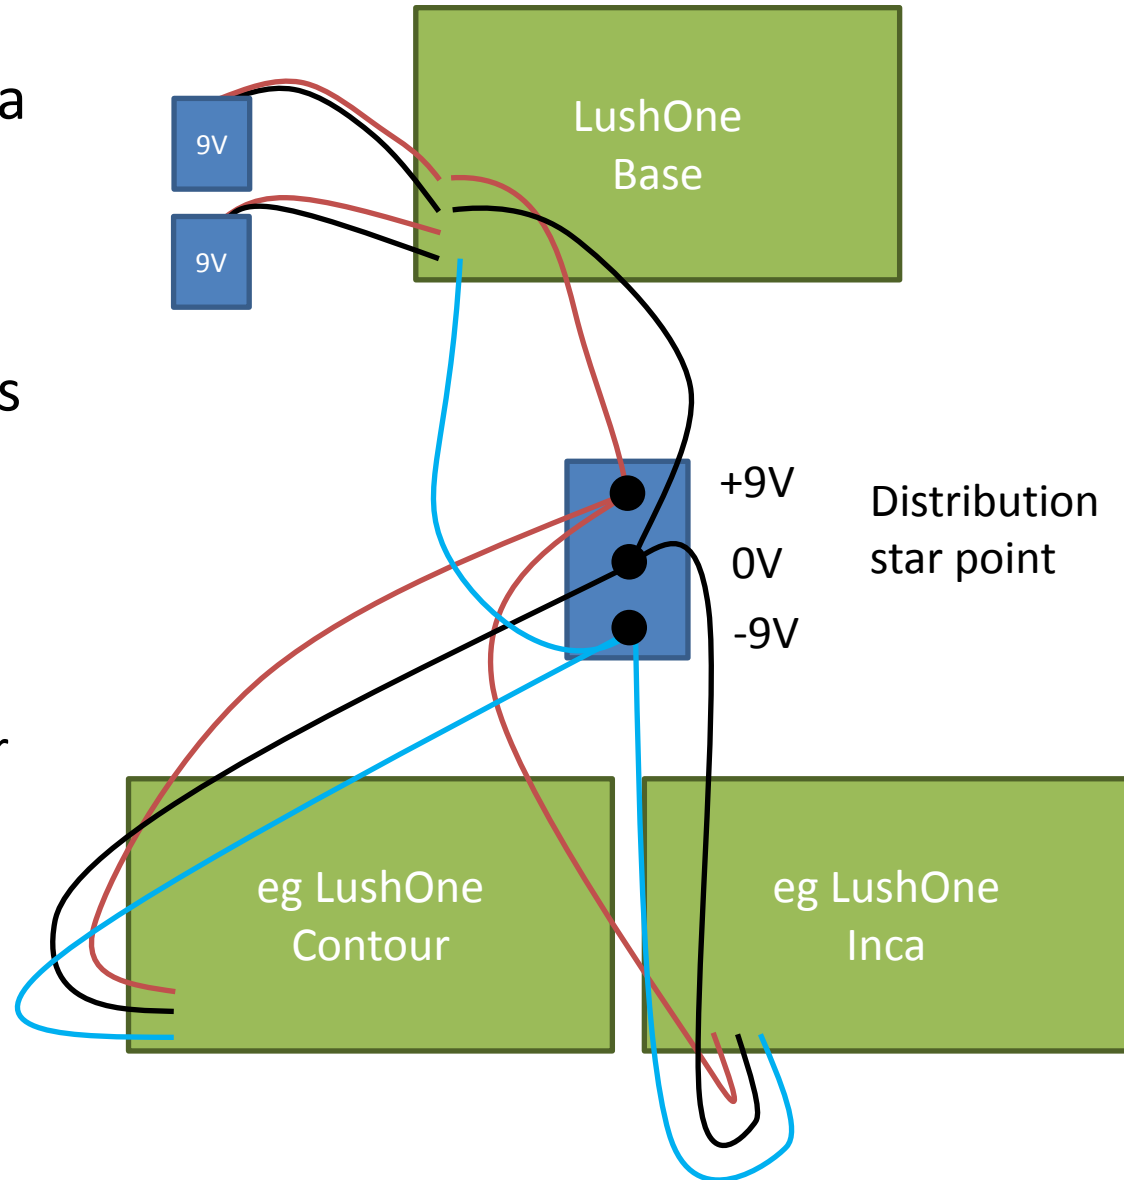 a
9V
LushOne
Base
9V
s
+9V
0V
-9V
Distribution
star point
r
eg LushOne
Contour
eg LushOne
Inca